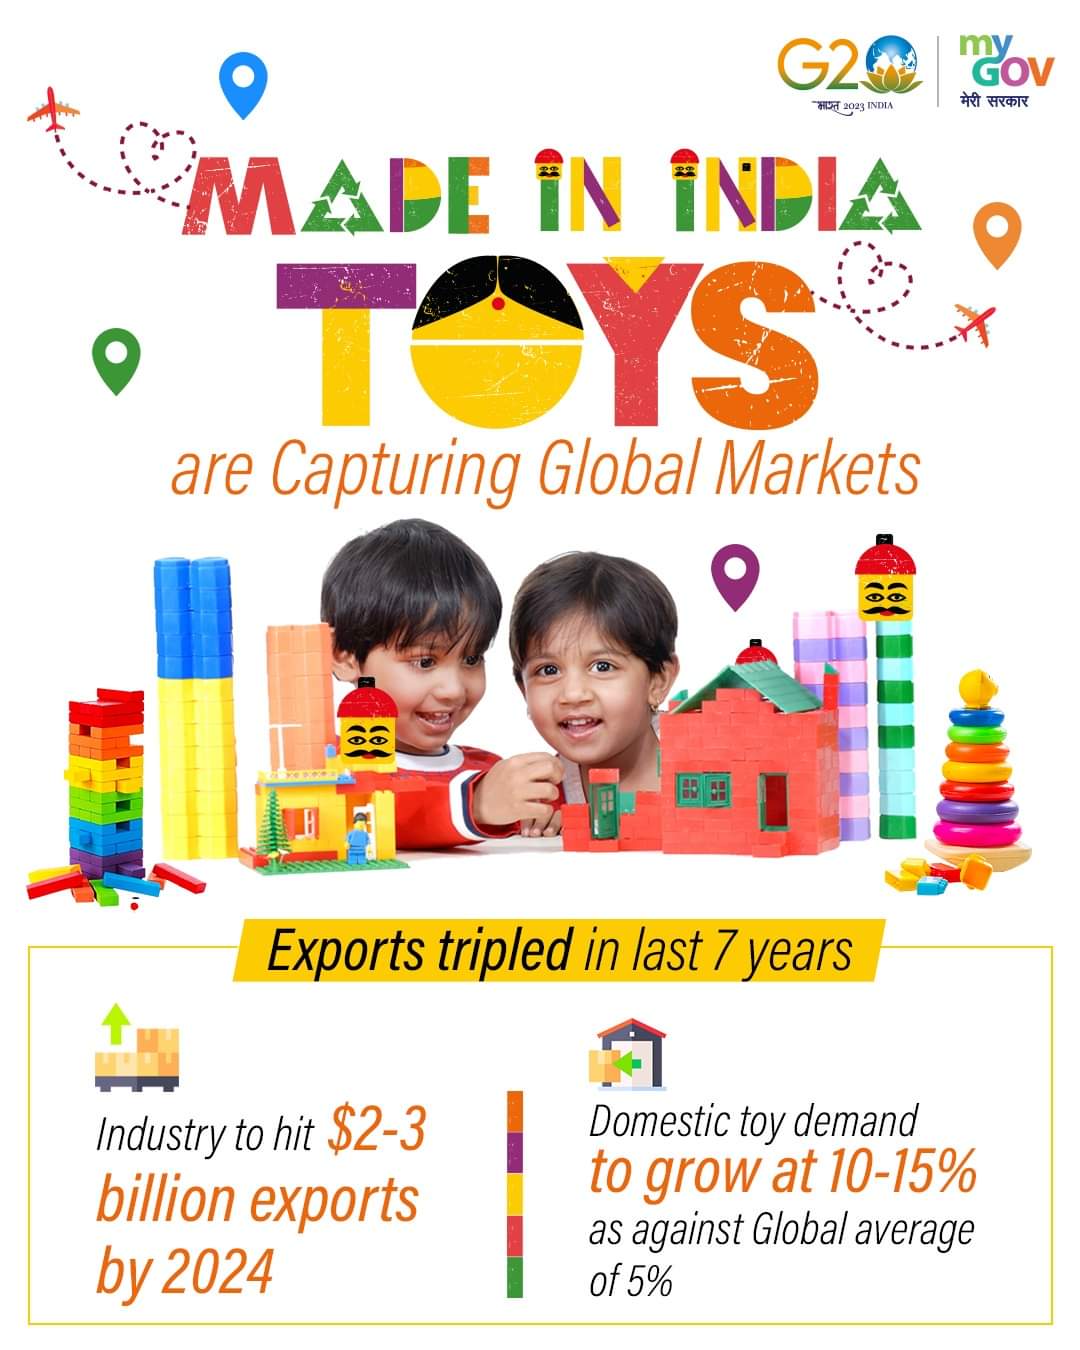 G20
भारत 2023 INDIA
my
GOV
मेरी सरकार
MADE IN INDIA
TOYS
are Capturing Global Markets
Exports tripled in last 7 years
Industry to hit $2-3
billion exports
by 2024
Domestic toy demand
to grow at 10-15%
as against Global average
of 5%